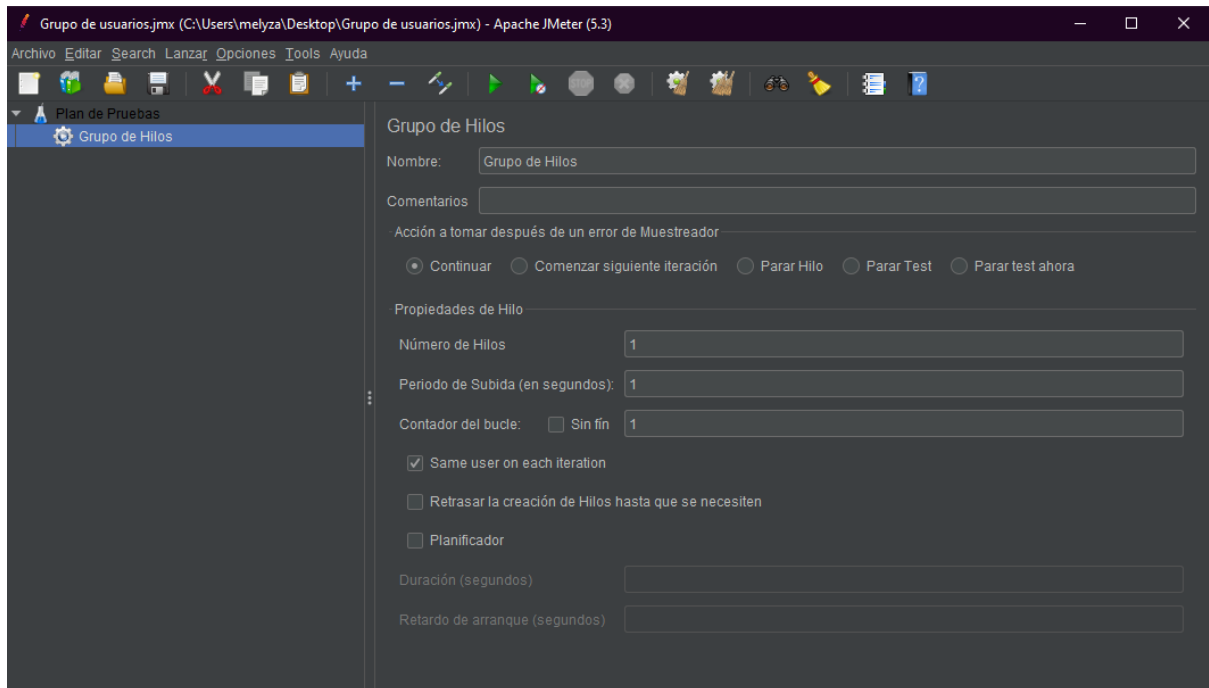 Grupo de usuarios.jmx (C:\Users\melyza\Desktop\Grupo de usuarios.jmx) - Apache JMeter (5.3)
Archivo Editar Search Lanzar Opciones Tools Ayuda
STOP
Plan de Pruebas
Grupo de Hilos
Grupo de Hilos
Nombre: Grupo de Hilos
Comentarios
Acción a tomar después de un error de Muestreador
Continuar Comenzar siguiente iteración Parar Hilo Parar Test Parar test ahora
Propiedades de Hilo
Número de Hilos 1
Periodo de Subida (en segundos): 1
Contador del bucle: Sin fín 1
Same user on each iteration
Retrasar la creación de Hilos hasta que se necesiten
Planificador
Duración (segundos)
Retardo de arranque (segundos)